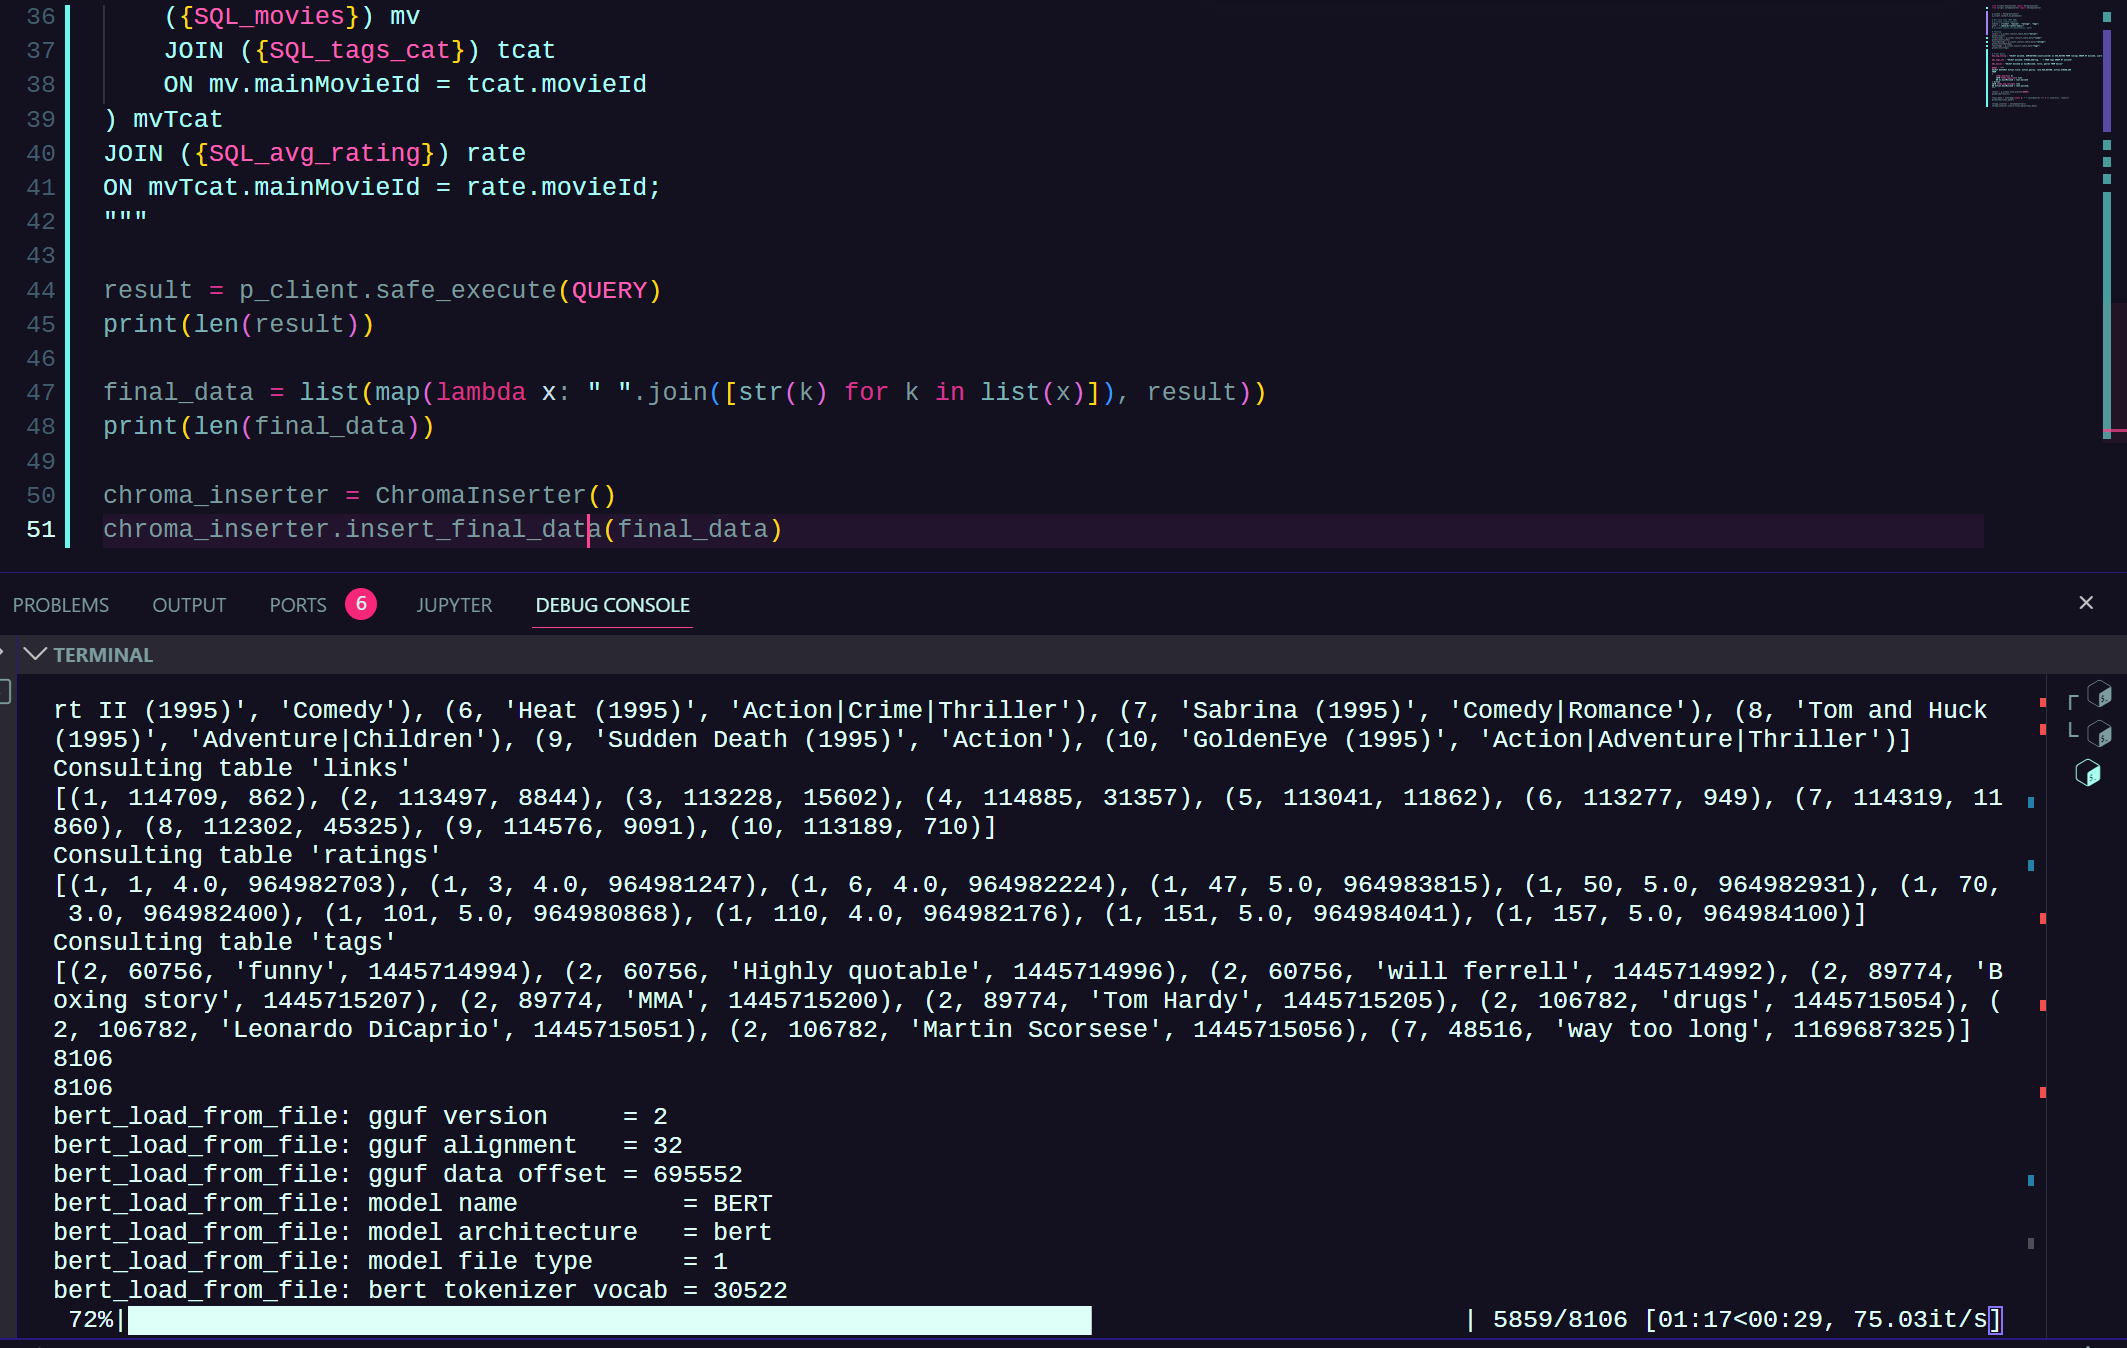 36 ({SQL_movies}) mv
37 JOIN ({SQL_tags_cat}) tcat
38 ON mv.mainMovieId = tcat.movieId
39 ) mvTcat
40 JOIN ({SQL_avg_rating}) rate
41 ON mvTcat.mainMovieId = rate.movieId;
42 """
43
44 result = p_client.safe_execute(QUERY)
45 print(len(result))
46
47 final_data = list(map(lambda x: " ".join([str(k) for k in list(x)]), result))
48 print(len(final_data))
49
50 chroma_inserter = ChromaInserter()
51 chroma_inserter.insert_final_data(final_data)
PROBLEMS OUTPUT PORTS 6 JUPYTER DEBUG CONSOLE
TERMINAL
rt II (1995)', 'Comedy'), (6, 'Heat (1995)', 'Action|Crime|Thriller'), (7, 'Sabrina (1995)', 'Comedy|Romance'), (8, 'Tom and Huck
(1995)', 'Adventure|Children'), (9, 'Sudden Death (1995)', 'Action'), (10, 'GoldenEye (1995)', 'Action|Adventure|Thriller')]
Consulting table 'links'
[(1, 114709, 862), (2, 113497, 8844), (3, 113228, 15602), (4, 114885, 31357), (5, 113041, 11862), (6, 113277, 949), (7, 114319, 11
860), (8, 112302, 45325), (9, 114576, 9091), (10, 113189, 710)]
Consulting table 'ratings'
[(1, 1, 4.0, 964982703), (1, 3, 4.0, 964981247), (1, 6, 4.0, 964982224), (1, 47, 5.0, 964983815), (1, 50, 5.0, 964982931), (1, 70,
3.0, 964982400), (1, 101, 5.0, 964980868), (1, 110, 4.0, 964982176), (1, 151, 5.0, 964984041), (1, 157, 5.0, 964984100)]
Consulting table 'tags'
[(2, 60756, 'funny', 1445714994), (2, 60756, 'Highly quotable', 1445714996), (2, 60756, 'will ferrell', 1445714992), (2, 89774, 'B
oxing story', 1445715207), (2, 89774, 'MMA', 1445715200), (2, 89774, 'Tom Hardy', 1445715205), (2, 106782, 'drugs', 1445715054), (
2, 106782, 'Leonardo DiCaprio', 1445715051), (2, 106782, 'Martin Scorsese', 1445715056), (7, 48516, 'way too long', 1169687325)]
8106
8106
bert_load_from_file: gguf version     = 2
bert_load_from_file: gguf alignment   = 32
bert_load_from_file: gguf data offset = 695552
bert_load_from_file: model name           = BERT
bert_load_from_file: model architecture   = bert
bert_load_from_file: model file type      = 1
bert_load_from_file: bert tokenizer vocab = 30522
72%| | 5859/8106 [01:17<00:29, 75.03it/s]